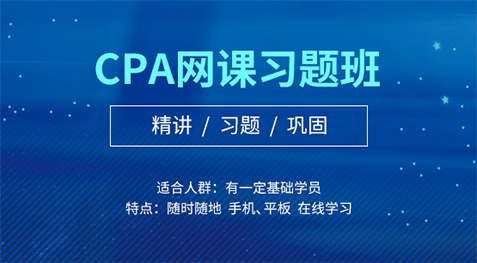 CPA网课习题班
精讲 / 习题 / 巩固
适合人群：有一定基础学员
特点：随时随地 手机、平板 在线学习